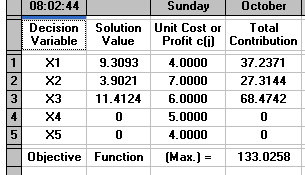 08:02:44 Sunday October
Decision Solution Unit Cost or Total
Variable Value Profit c(j) Contribution
1 X1 9.3093 4.0000 37.2371
2 X2 3.9021 7.0000 27.3144
3 X3 11.4124 6.0000 68.4742
4 X4 0 5.0000 0
5 X5 0 4.0000 0
Objective Function (Max.) = 133.0258